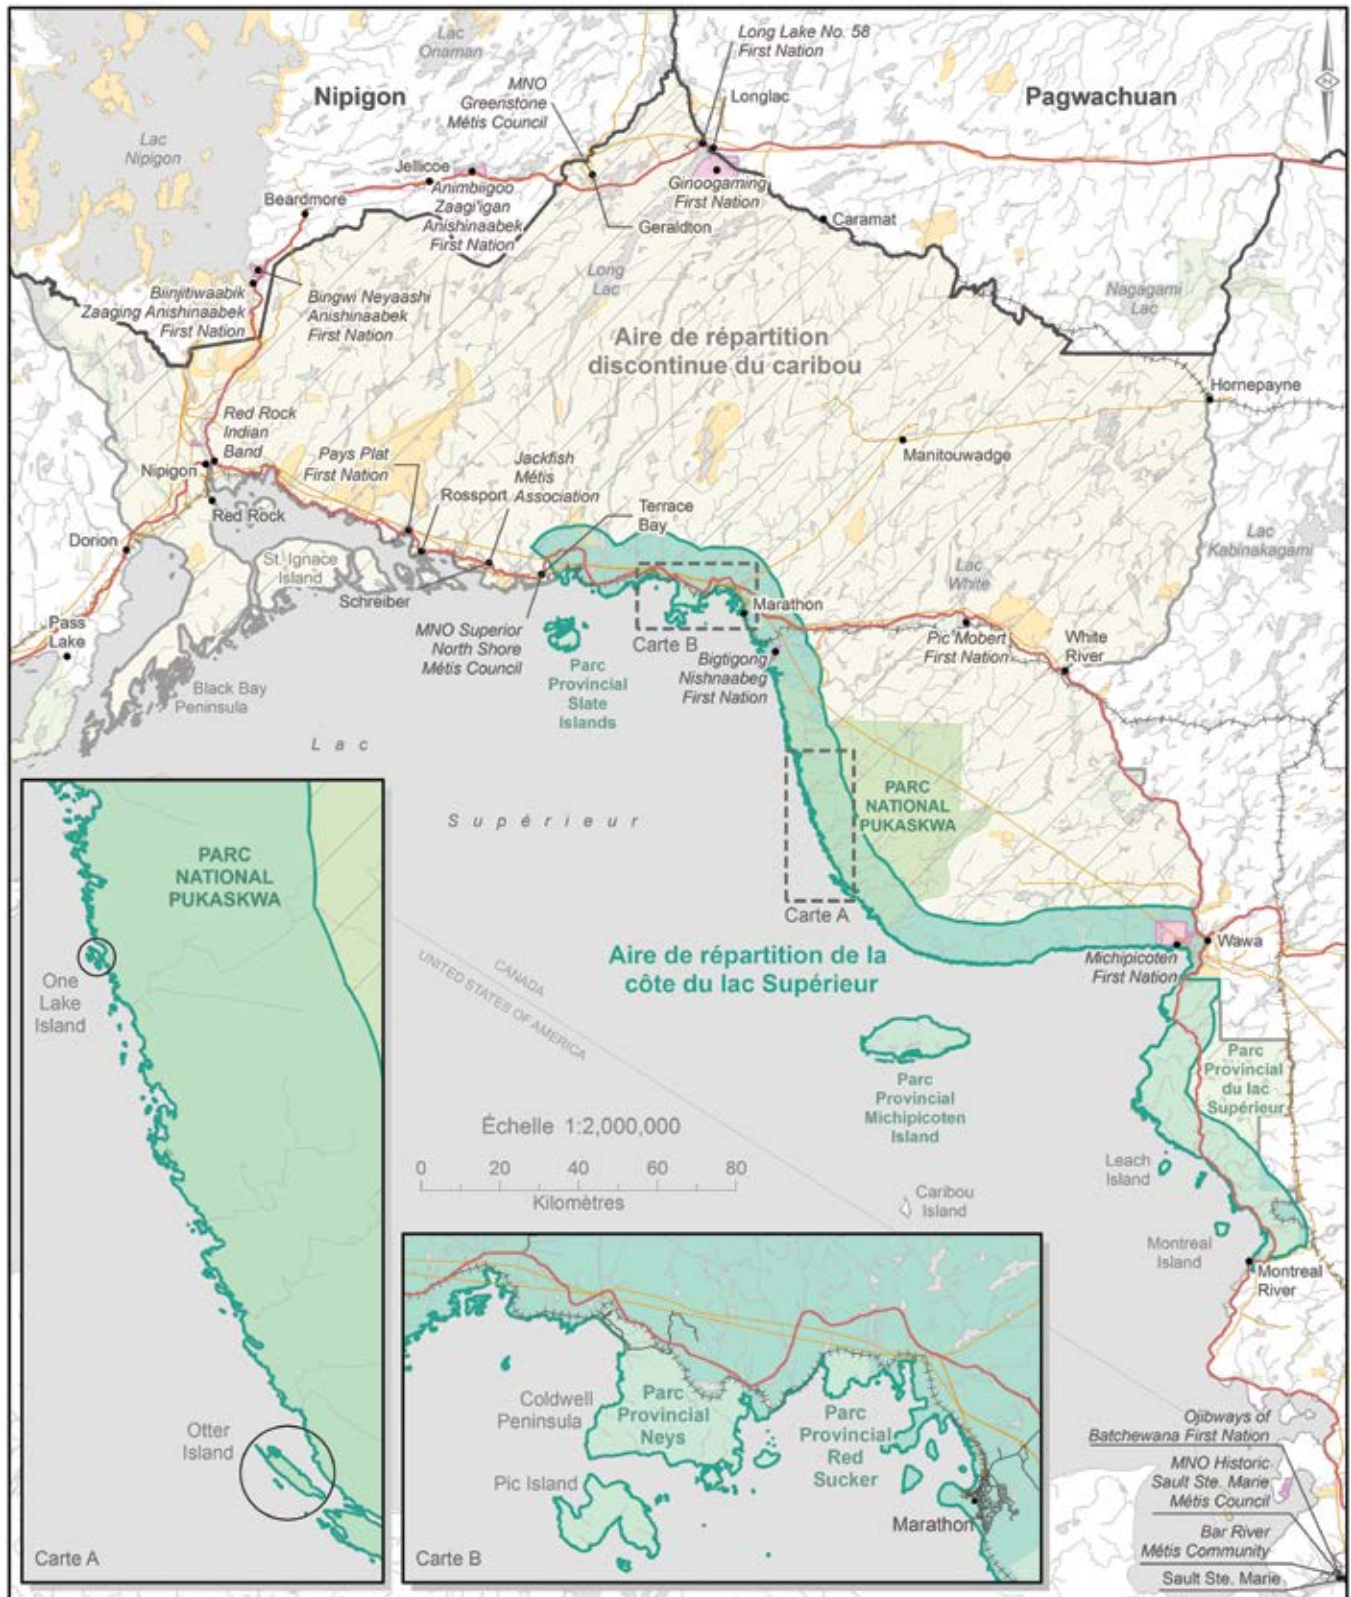 Lac
Onaman
Long Lake No. 58
First Nation
Nipigon
MNO
Greenstone
Métis Council
Longlac
Pagwachuan
Lac
Nipigon
Jellicoe
Animbiigoo
Zaagi'igan
Anishinaabek
First Nation
Beardmore
Ginoogaming
First Nation
Geraldton
Caramat
Long
Lac
Biinjitiwaabik
Zaaging Anishinaabek
First Nation
Bingwi Neyaashi
Anishinaabek
First Nation
Nagagami
Lac
Aire de répartition
discontinue du caribou
Hornepayne
Red Rock
Indian
Band
Pays Plat
First Nation
Jackfish
Métis
Association
Manitouwadge
Nipigon
Rossport
Red Rock
Terrace
Bay
Dorion
Lac
Kabinakagami
St. Ignace
Island
Lac
White
Schreiber
Marathon
Pass
Lake
MNO Superior
North Shore
Métis Council
Carte B
Bigtigong
Nishnaabeg
First Nation
Pic Mobert
First Nation
White
River
Parc
Provincial
Slate
Islands
Black Bay
Peninsula
Lac
Supérieur
PARC
NATIONAL
PUKASKWA
Carte A
PARC
NATIONAL
PUKASKWA
One
Lake
Island
Otter
Island
Carte A
Aire de répartition de la
côte du lac Supérieur
Wawa
Michipicoten
First Nation
CANADA
UNITED STATES OF AMERICA
Parc
Provincial
Michipicoten
Island
Parc
Provincial
du lac
Supérieur
Échelle 1:2,000,000
0 20 40 60 80
Kilomètres
Leach
Island
Caribou
Island
Montreal
Island
Montreal
River
Coldwell
Peninsula
Parc
Provincial
Neys
Parc
Provincial
Red
Sucker
Pic Island
Marathon
Carte B
Ojibways of
Batchewana First Nation
MNO Historic
Sault Ste. Marie
Métis Council
Bar River
Métis Community
Sault Ste. Marie